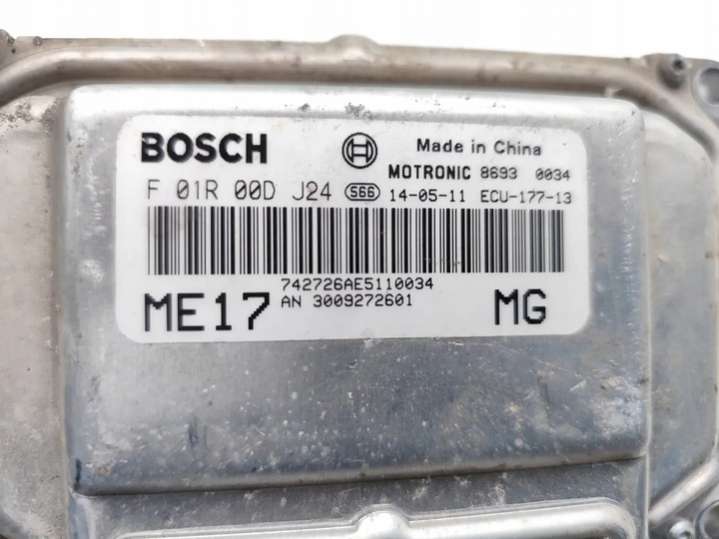 BOSCH Made in China
MOTRONIC 8693 0034
F 01R 00D J24 566 14-05-11 ECU-177-13
742726AE5110034
ME17 AN 3009272601 MG